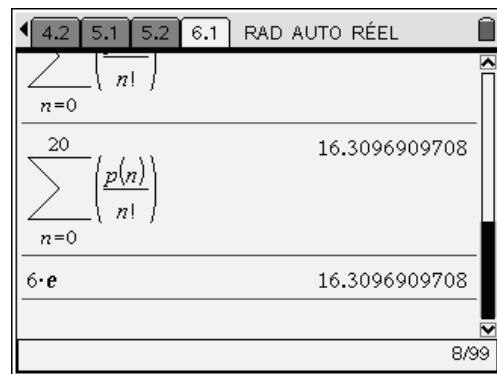 4.2 5.1 5.2 6.1 RAD AUTO RÉEL
n!
n=0
20
∑ (p(n)/n!) 16.3096909708
n=0
6·e 16.3096909708
8/99